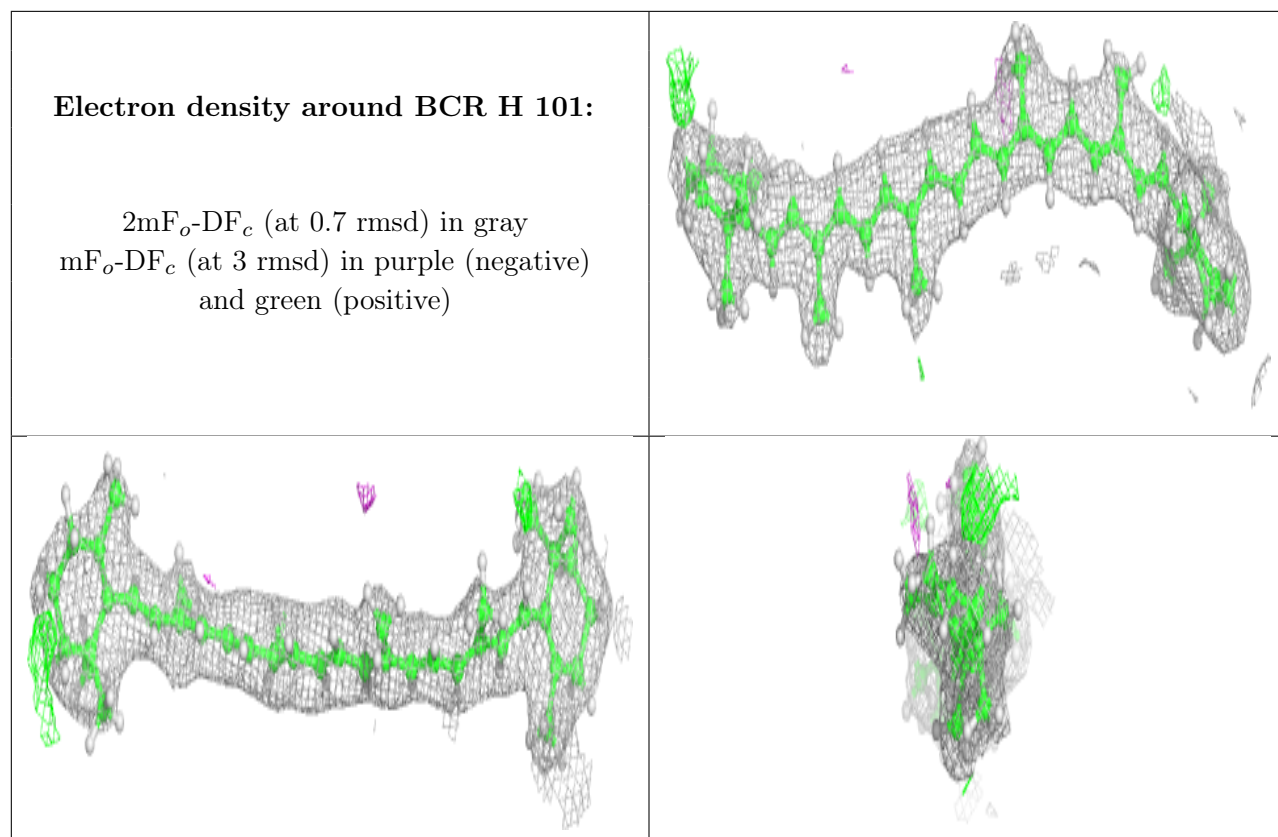 Electron density around BCR H 101:
2mFo-DFc (at 0.7 rmsd) in gray
mFo-DFc (at 3 rmsd) in purple (negative)
and green (positive)